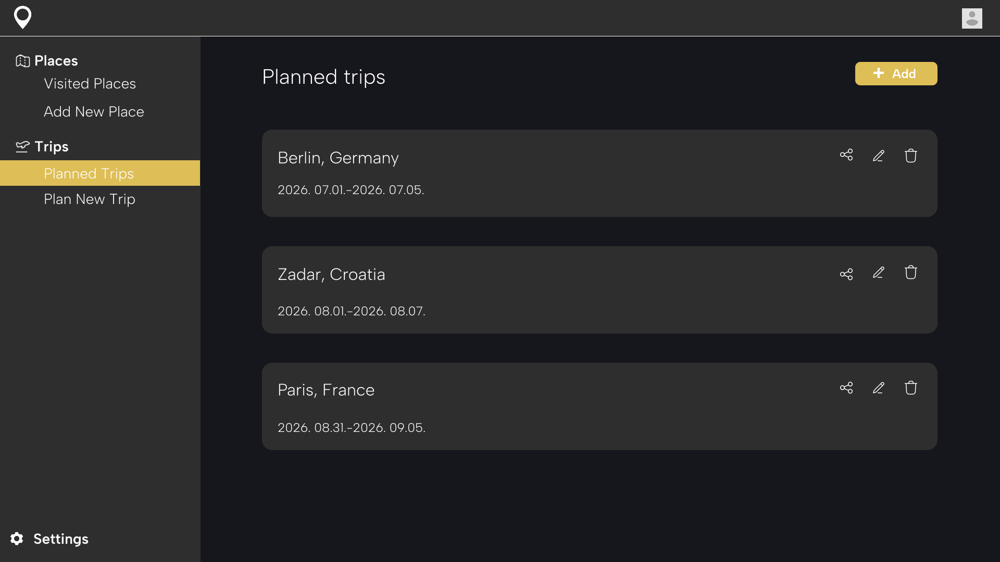 Places
Visited Places
Add New Place
Trips
Planned Trips
Plan New Trip
Settings
Planned trips
Add
Berlin, Germany
2026. 07.01.-2026. 07.05.
Zadar, Croatia
2026. 08.01.-2026. 08.07.
Paris, France
2026. 08.31.-2026. 09.05.